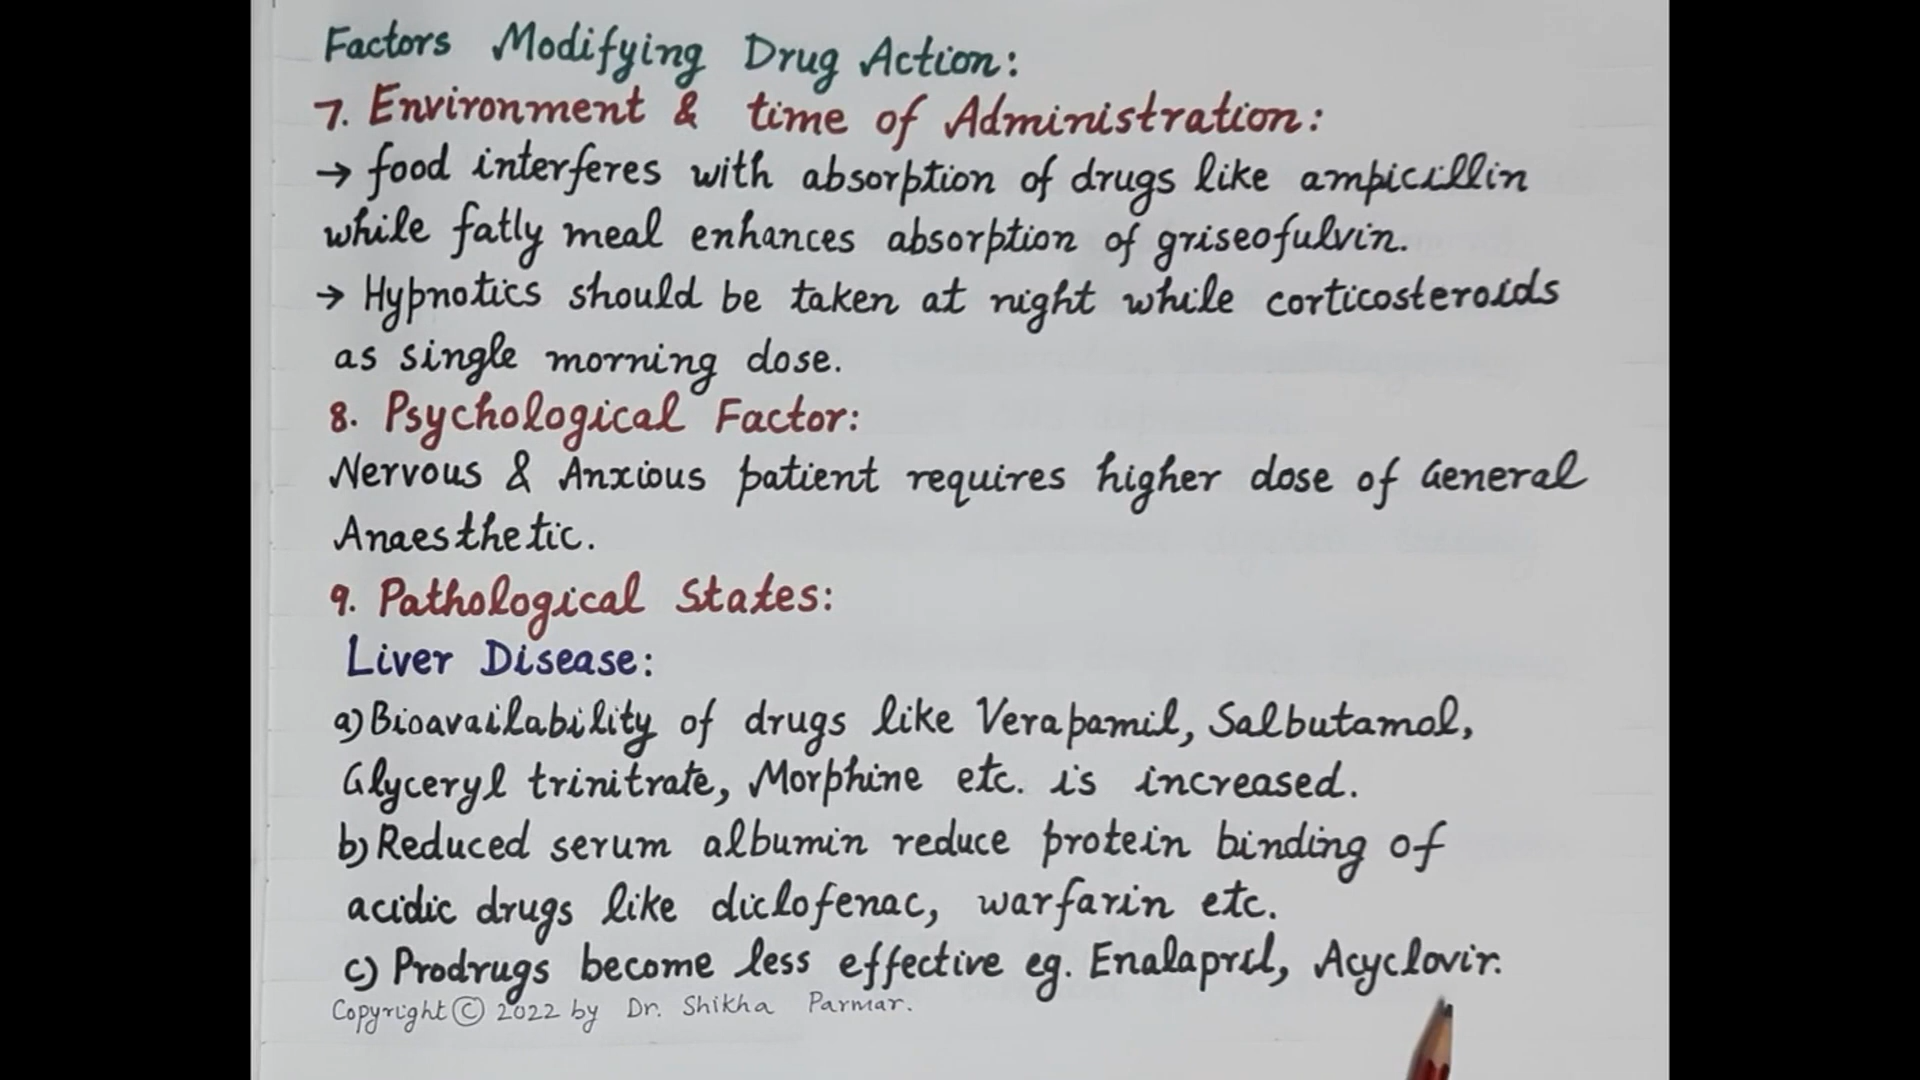 Factors Modifying Drug Action:
7. Environment & time of Administration:
→ food interferes with absorption of drugs like ampicillin
while fatly meal enhances absorption of griseofulvin.
→ Hypnotics should be taken at night while corticosteroids
as single morning dose.
8. Psychological Factor:
Nervous & Anxious patient requires higher dose of General
Anaesthetic.
9. Pathological States:
Liver Disease:
a) Bioavailability of drugs like Verapamil, Salbutamol,
Glyceryl trinitrate, Morphine etc. is increased.
b) Reduced serum albumin reduce protein binding of
acidic drugs like diclofenac, warfarin etc.
c) Prodrugs become less effective eg. Enalapril, Acyclovir.
Copyright © 2022 by Dr. Shikha Parmar.